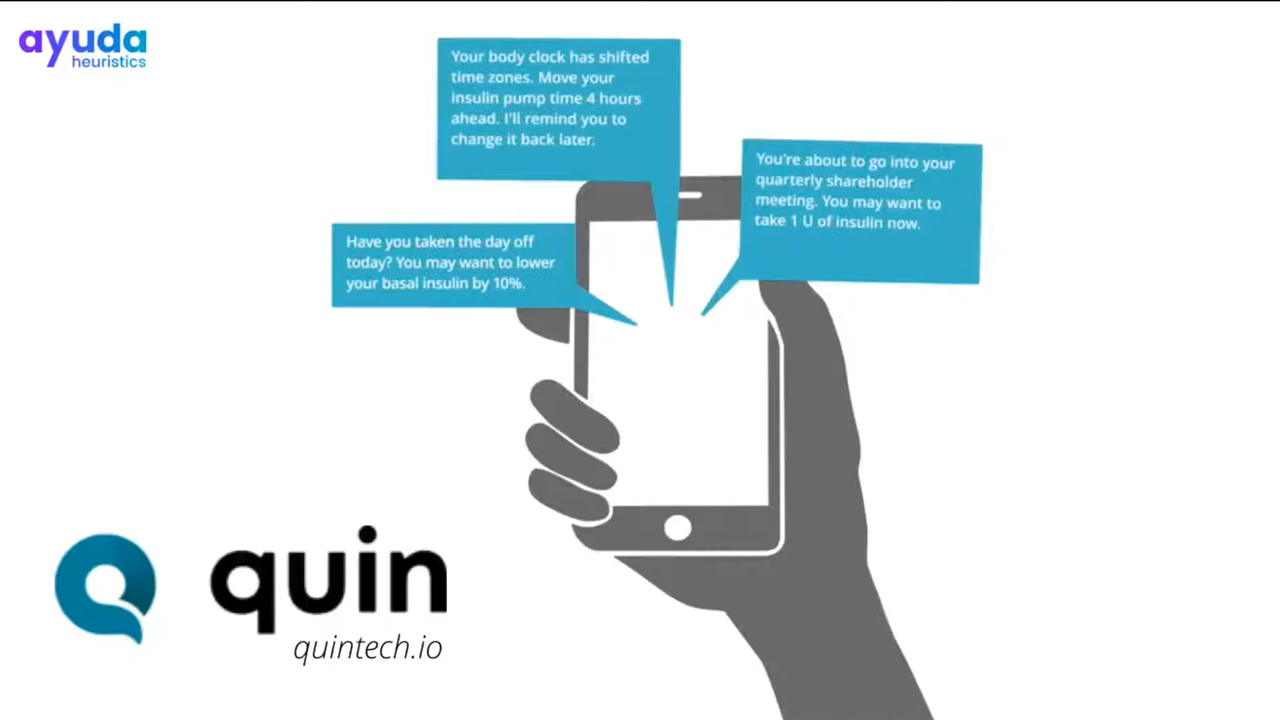 ayuda
heuristics
Your body clock has shifted
time zones. Move your
insulin pump time 4 hours
ahead. I'll remind you to
change it back later.
You're about to go into your
quarterly shareholder
meeting. You may want to
take 1 U of insulin now.
Have you taken the day off
today? You may want to lower
your basal insulin by 10%.
quin
quintech.io